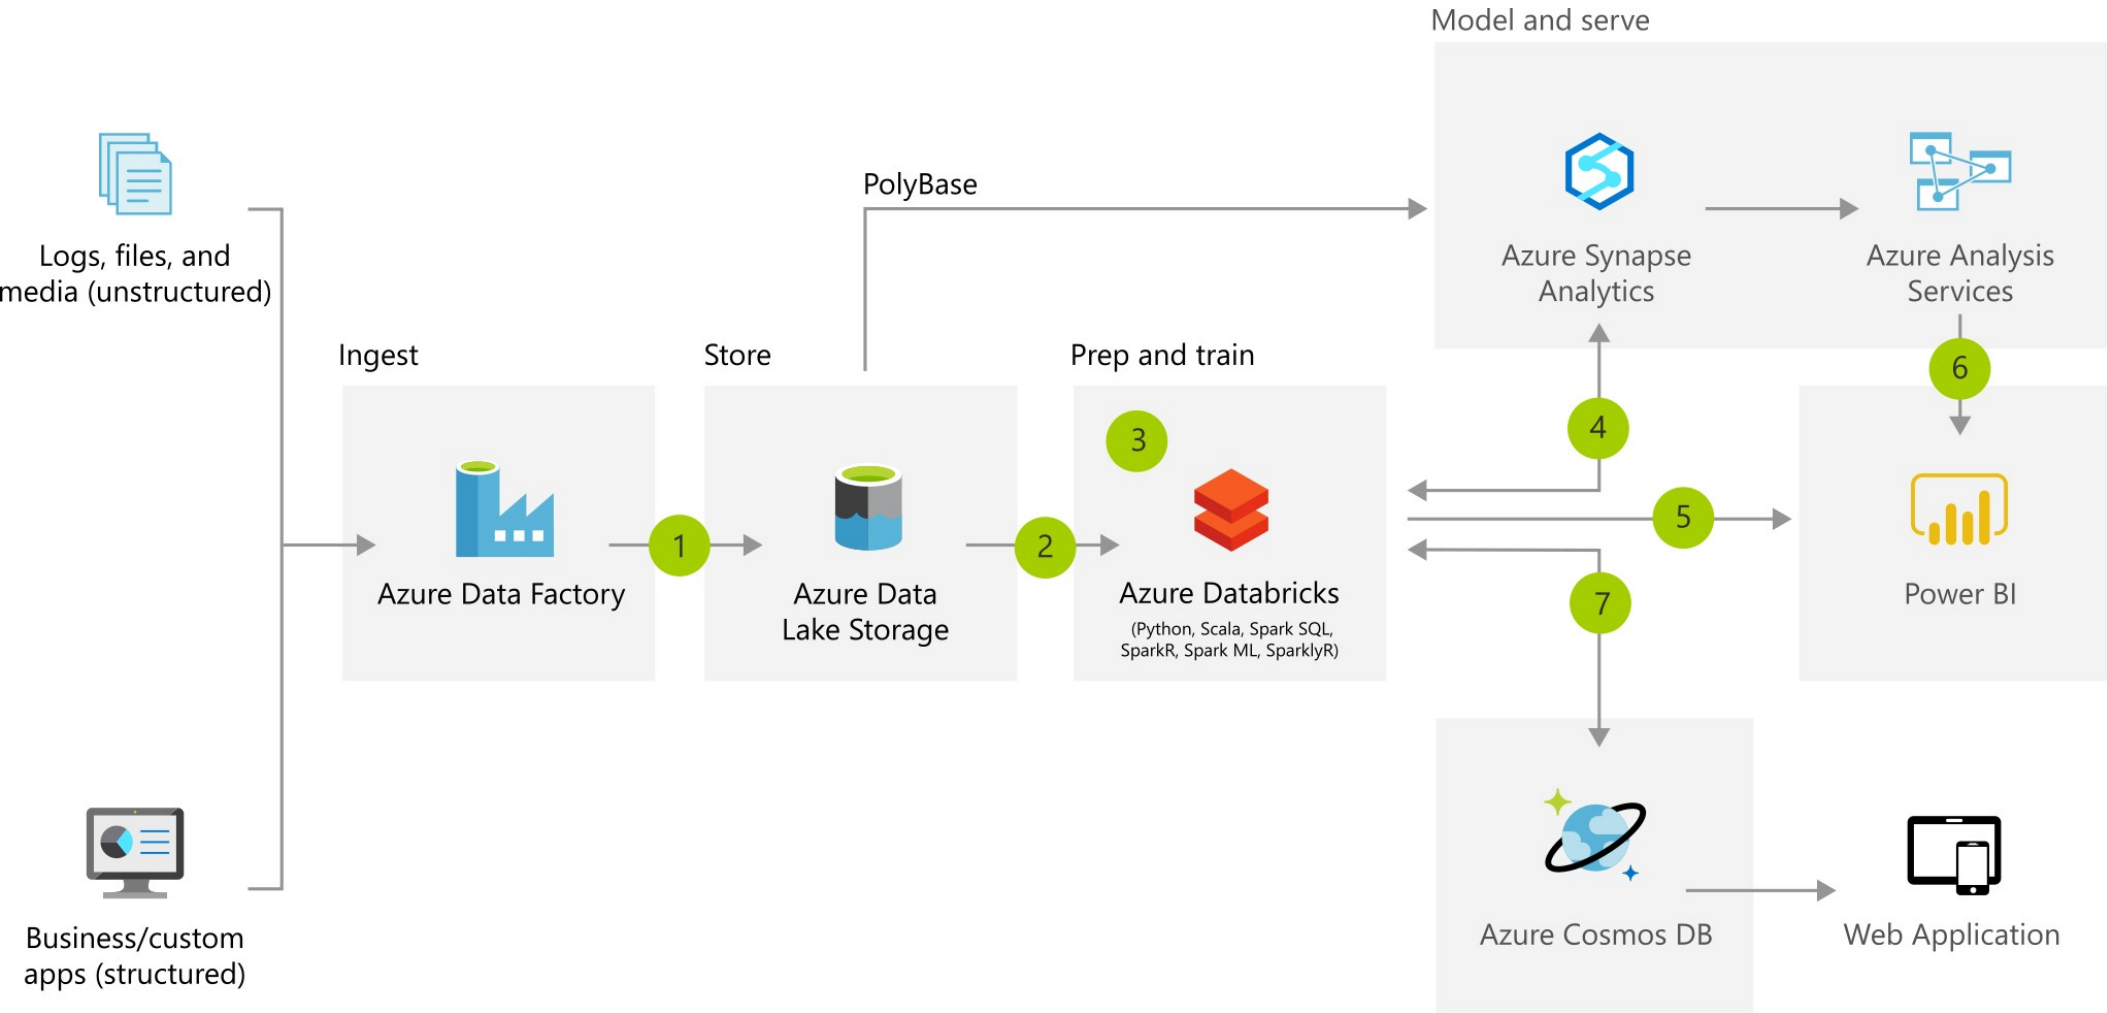 Model and serve
PolyBase
Logs, files, and
media (unstructured)
Azure Synapse
Analytics
Azure Analysis
Services
Ingest
Store
Prep and train
6
4
3
5
1
2
Azure Data Factory
Azure Data
Lake Storage
Azure Databricks
(Python, Scala, Spark SQL,
SparkR, Spark ML, SparklyR)
7
Power BI
Business/custom
apps (structured)
Azure Cosmos DB
Web Application